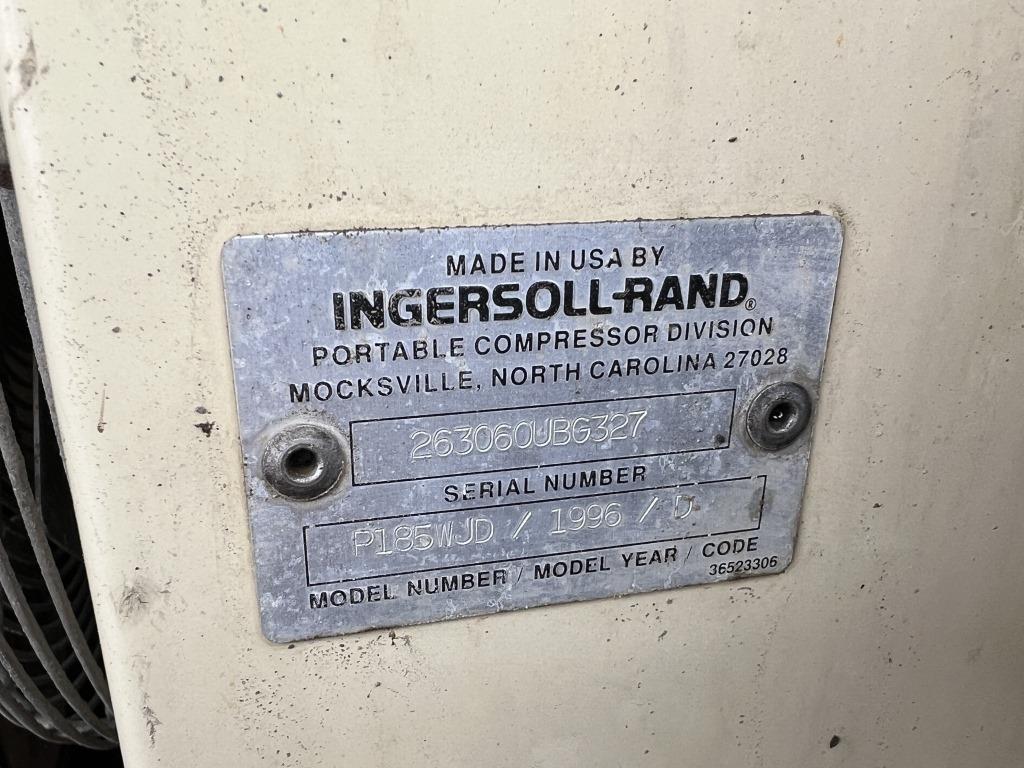 MADE IN USA BY
INGERSOLL-RAND®
PORTABLE COMPRESSOR DIVISION
MOCKSVILLE, NORTH CAROLINA 27028
263060UBG327
SERIAL NUMBER
P185WJD / 1996 / D
MODEL NUMBER / MODEL YEAR / CODE
36523306